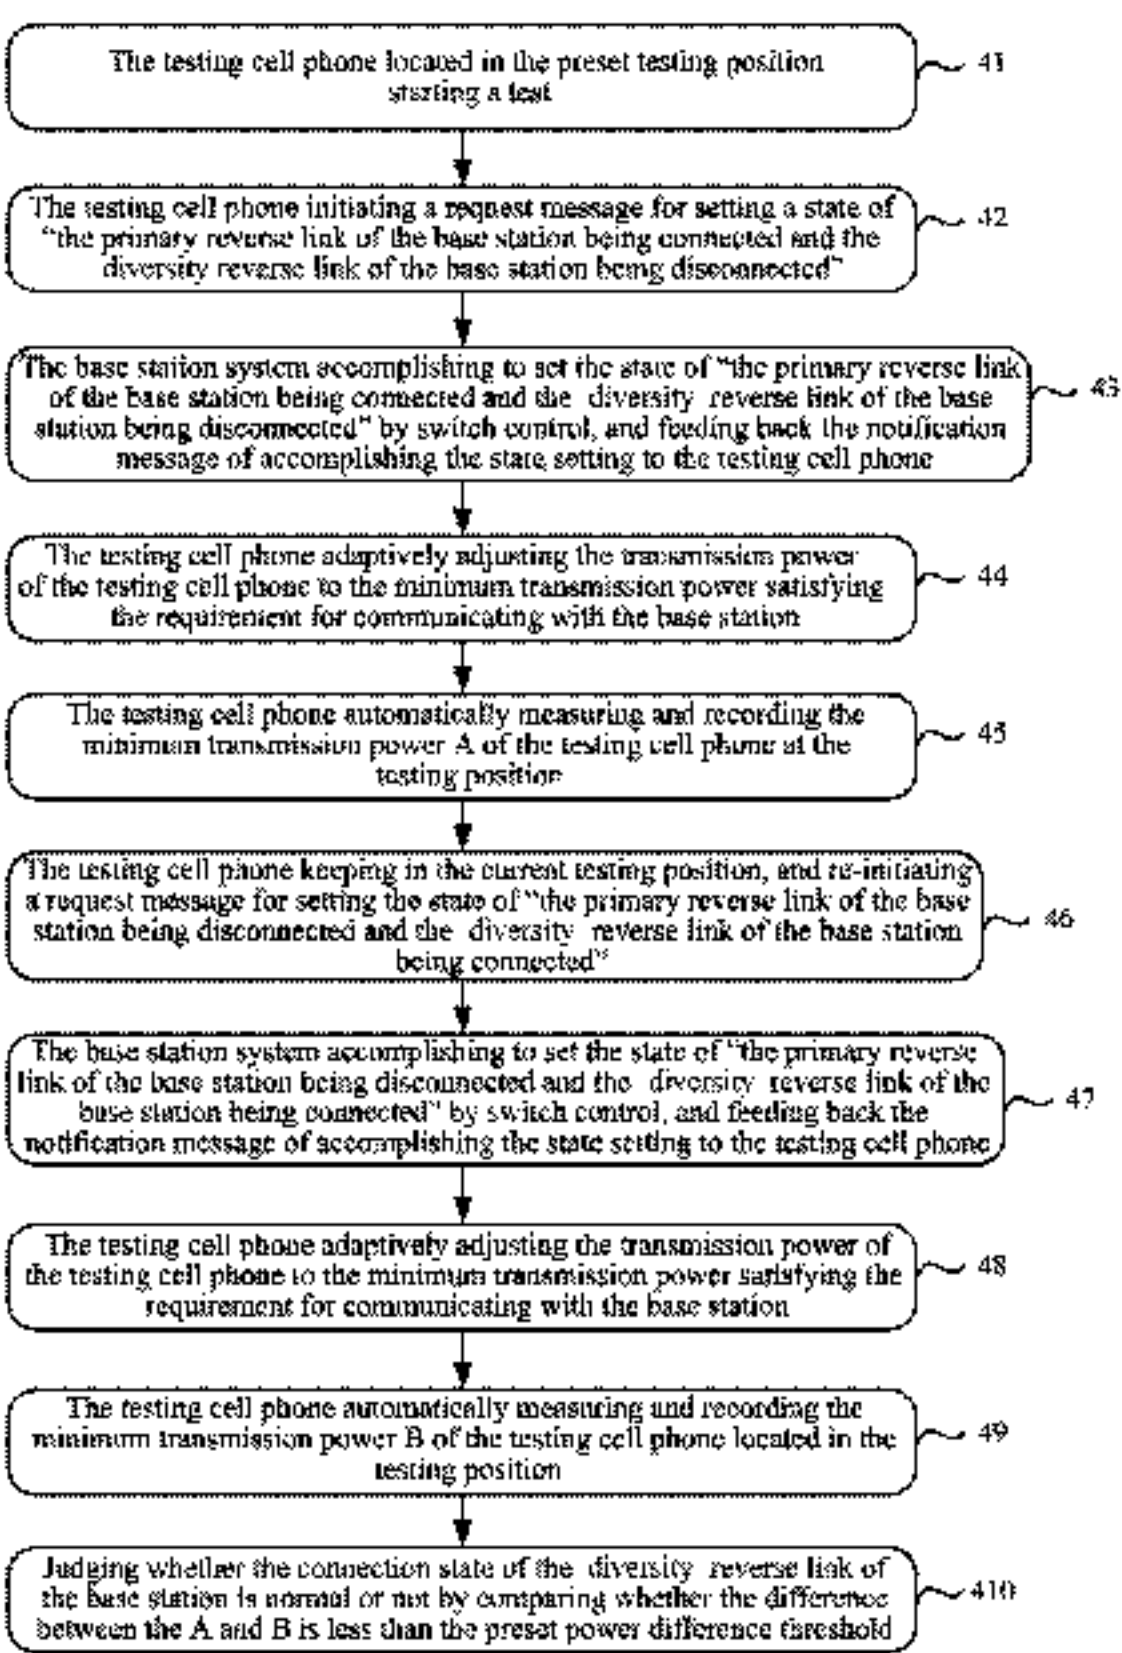 The testing cell phone located in the preset testing position
starting a test
41
The testing cell phone initiating a request message for setting a state of
“the primary reverse link of the base station being connected and the
diversity reverse link of the base station being disconnected”
42
The base station system accomplishing to set the state of “the primary reverse link
of the base station being connected and the diversity reverse link of the base
station being disconnected” by switch control, and feeding back the notification
message of accomplishing the state setting to the testing cell phone
43
The testing cell phone adaptively adjusting the transmission power
of the testing cell phone to the minimum transmission power satisfying
the requirement for communicating with the base station
44
The testing cell phone automatically measuring and recording the
minimum transmission power A of the testing cell phone at the
testing position
45
The testing cell phone keeping in the current testing position, and re-initiating
a request message for setting the state of “the primary reverse link of the base
station being disconnected and the diversity reverse link of the base station
being connected”
46
The base station system accomplishing to set the state of “the primary reverse
link of the base station being disconnected and the diversity reverse link of the
base station being connected” by switch control, and feeding back the
notification message of accomplishing the state setting to the testing cell phone
47
The testing cell phone adaptively adjusting the transmission power of
the testing cell phone to the minimum transmission power satisfying the
requirement for communicating with the base station
48
The testing cell phone automatically measuring and recording the
minimum transmission power B of the testing cell phone located in the
testing position
49
Judging whether the connection state of the diversity reverse link of
the base station is normal or not by comparing whether the difference
between the A and B is less than the preset power difference threshold
410